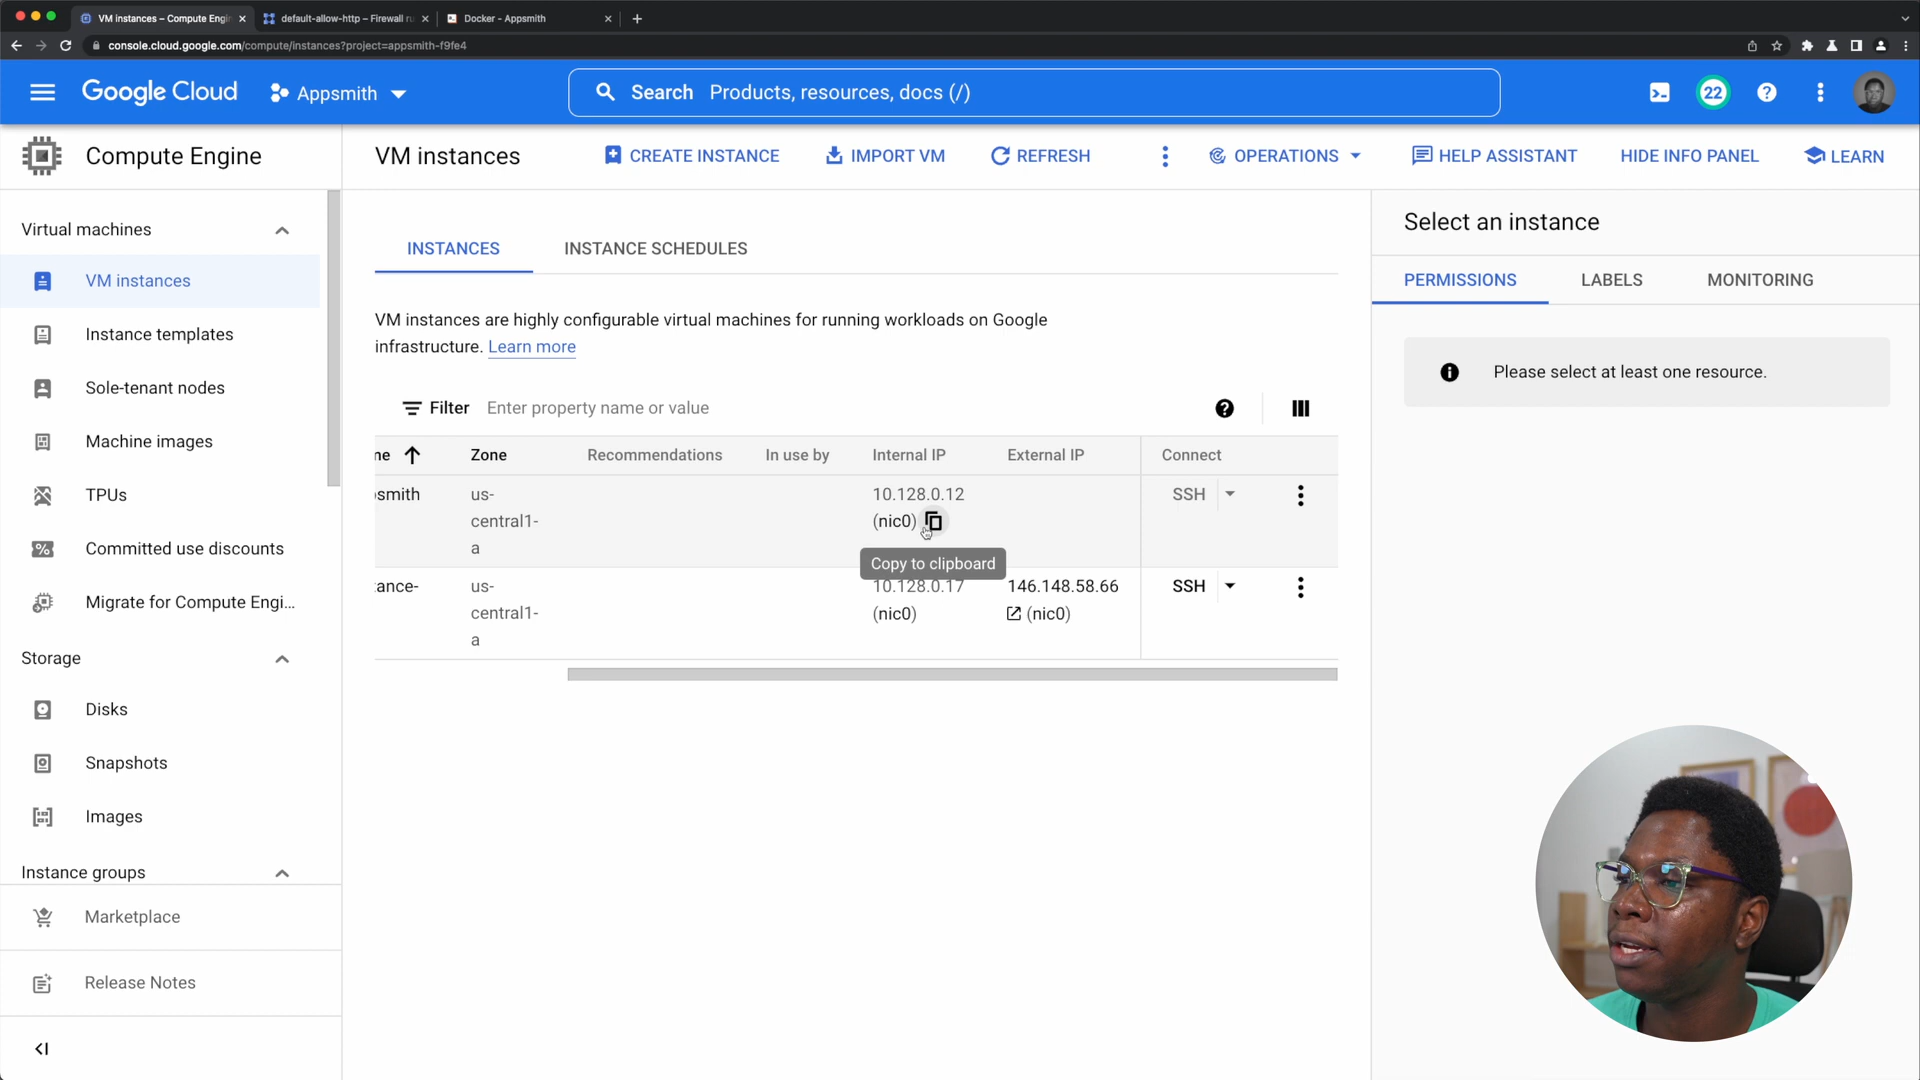 VM instances – Compute Engin
default-allow-http – Firewall ru
Docker - Appsmith
console.cloud.google.com/compute/instances?project=appsmith-f9fe4
Google Cloud
Appsmith
Search Products, resources, docs (/)
22
Compute Engine
VM instances
CREATE INSTANCE
IMPORT VM
REFRESH
OPERATIONS
HELP ASSISTANT
HIDE INFO PANEL
LEARN
Virtual machines
VM instances
Instance templates
Sole-tenant nodes
Machine images
TPUs
Committed use discounts
Migrate for Compute Engi...
Storage
Disks
Snapshots
Images
Instance groups
Marketplace
Release Notes
INSTANCES
INSTANCE SCHEDULES
VM instances are highly configurable virtual machines for running workloads on Google
infrastructure. Learn more
Filter Enter property name or value
ne Zone Recommendations In use by Internal IP External IP Connect
smith us- 10.128.0.12 SSH
central1- (nic0)
a
Copy to clipboard
tance- us- 10.128.0.17 146.148.58.66 SSH
central1- (nic0) (nic0)
a
Select an instance
PERMISSIONS
LABELS
MONITORING
Please select at least one resource.